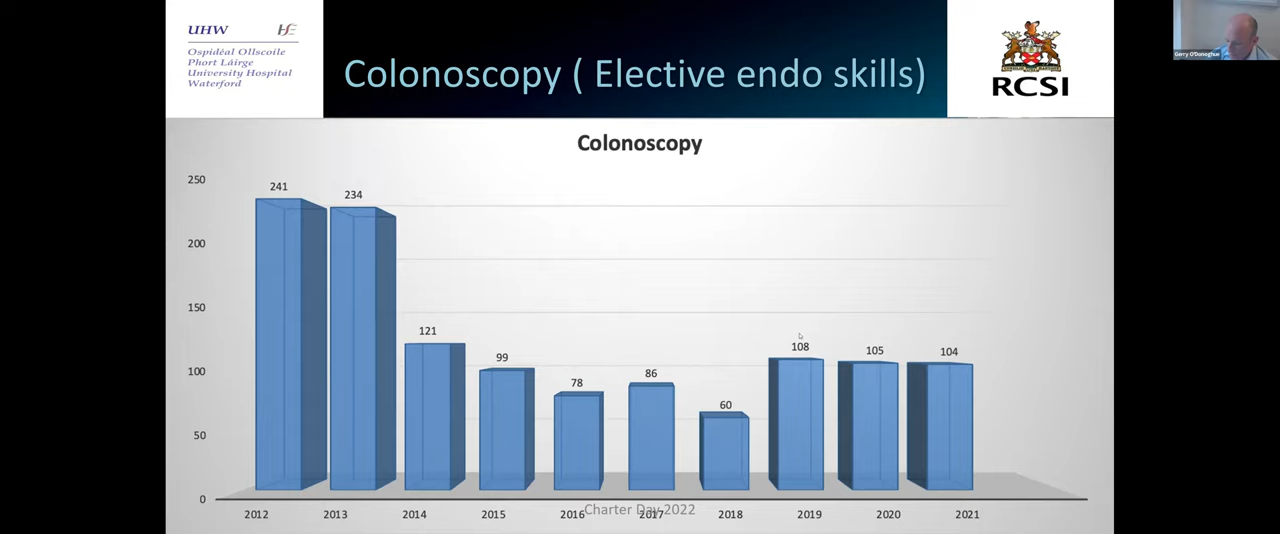 UHW
HE
Ospidéal Ollscoile
Phort Láirge
University Hospital
Waterford
Colonoscopy ( Elective endo skills)
RCSI
Gerry O'Donoghue
Colonoscopy
250
200
150
100
50
0
241
234
121
99
78
86
60
108
105
104
2012
2013
2014
2015
2016
2017
2018
2019
2020
2021
Charter Day 2022